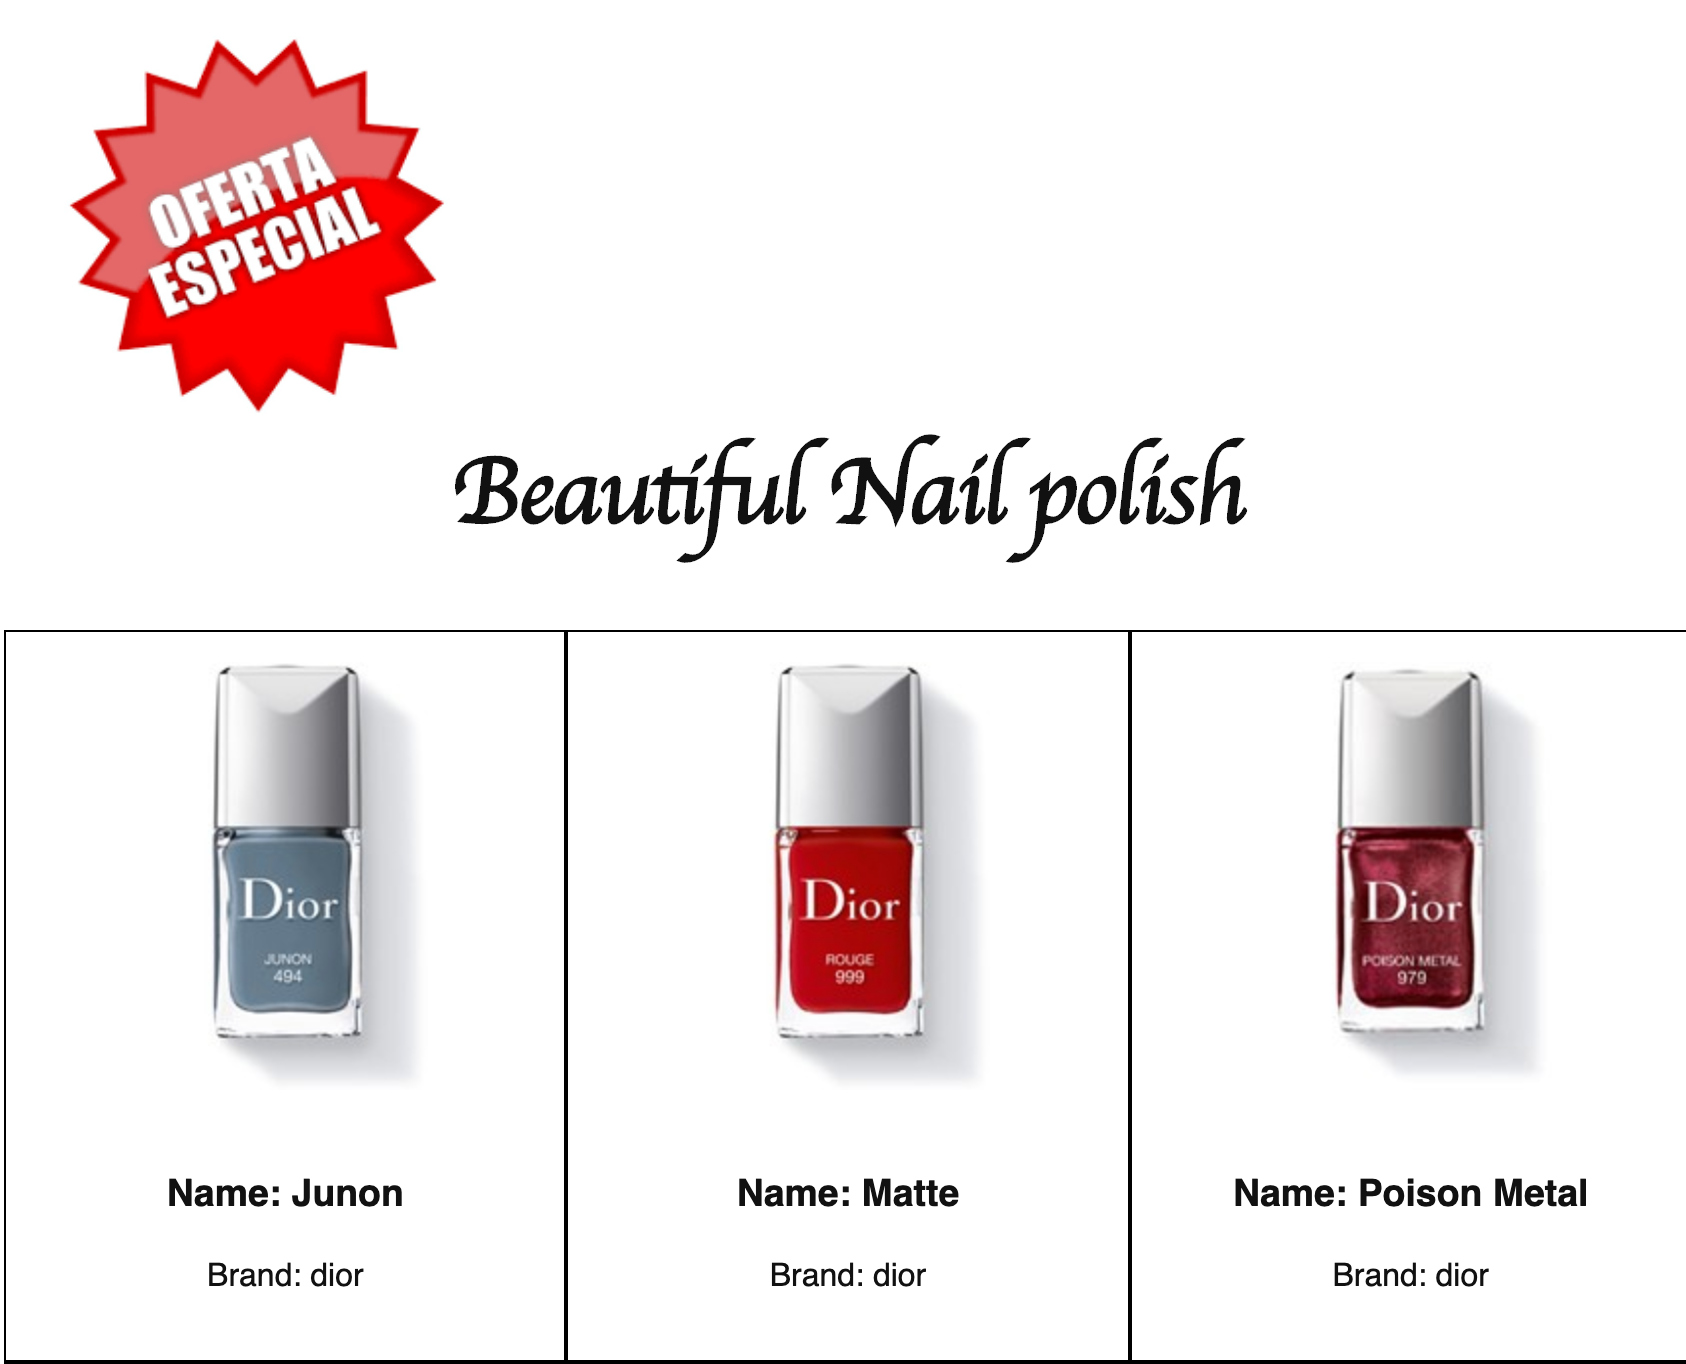 OFERTA
ESPECIAL
Beautiful Nail polish
Dior
JUNON
494
Name: Junon
Brand: dior
Dior
ROUGE
999
Name: Matte
Brand: dior
Dior
POISON METAL
979
Name: Poison Metal
Brand: dior